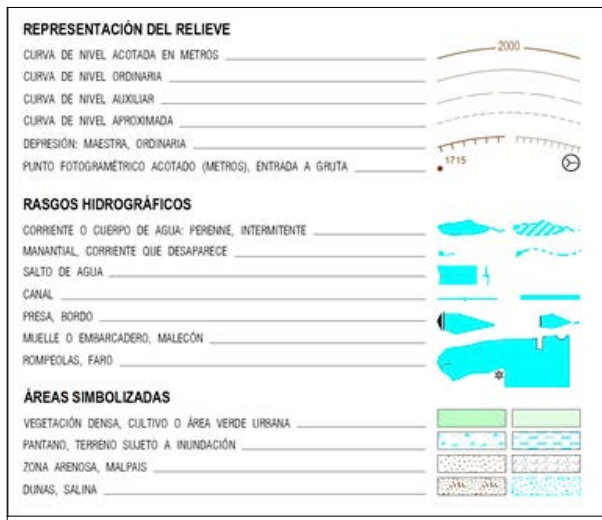 REPRESENTACIÓN DEL RELIEVE
CURVA DE NIVEL ACOTADA EN METROS
2000
CURVA DE NIVEL ORDINARIA
CURVA DE NIVEL AUXILIAR
CURVA DE NIVEL APROXIMADA
DEPRESIÓN: MAESTRA, ORDINARIA
PUNTO FOTOGRAMÉTRICO ACOTADO (METROS), ENTRADA A GRUTA
1715
RASGOS HIDROGRÁFICOS
CORRIENTE O CUERPO DE AGUA: PERENNE, INTERMITENTE
MANANTIAL, CORRIENTE QUE DESAPARECE
SALTO DE AGUA
CANAL
PRESA, BORDO
MUELLE O EMBARCADERO, MALECÓN
ROMPEOLAS, FARO
ÁREAS SIMBOLIZADAS
VEGETACIÓN DENSA, CULTIVO O ÁREA VERDE URBANA
PANTANO, TERRENO SUJETO A INUNDACIÓN
ZONA ARENOSA, MALPAIS
DUNAS, SALINA